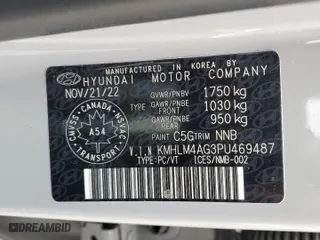 MANUFACTURED IN KOREA BY
HYUNDAI MOTOR COMPANY
NOV/21/22 GVWR/PNBV 1750 kg
TYPE GAWR/PNBE FRONT 1030 kg
GAWR/PNBE REAR 950 kg
PAINT C5G TRIM NNB
V.I.N KMHLM4AG3PU469487
TYPE:PC/VT ICES/NMB-002
CMVSS - CANADA - NSVAC
A54
TRANSPORT